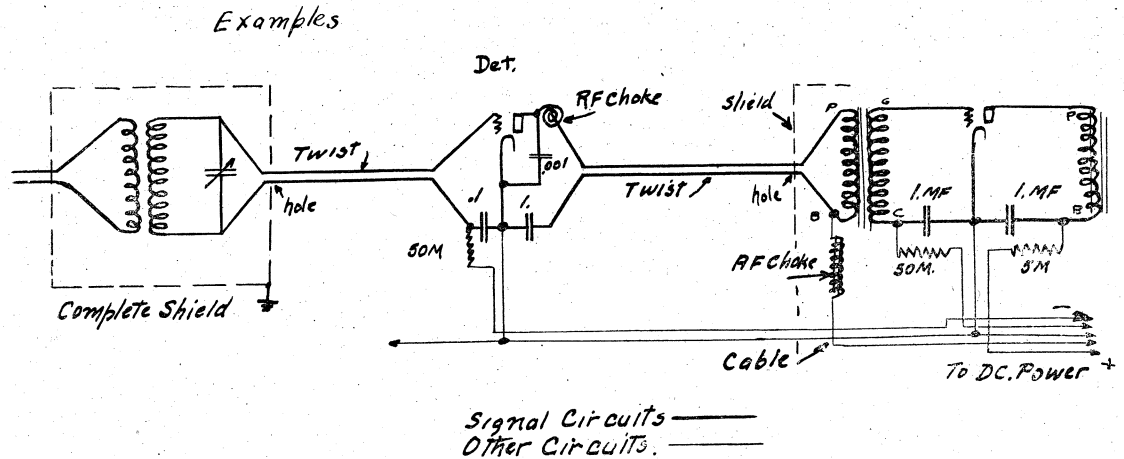 Examples
Det.
RF Choke
shield
P
G
P
.001
Twist
Twist
hole
hole
.1
1.
1. MF
1. MF
B
C
B
50M
50M.
5M
RF Choke
Complete Shield
-
Cable
To DC. Power +
Signal Circuits
Other Circuits.